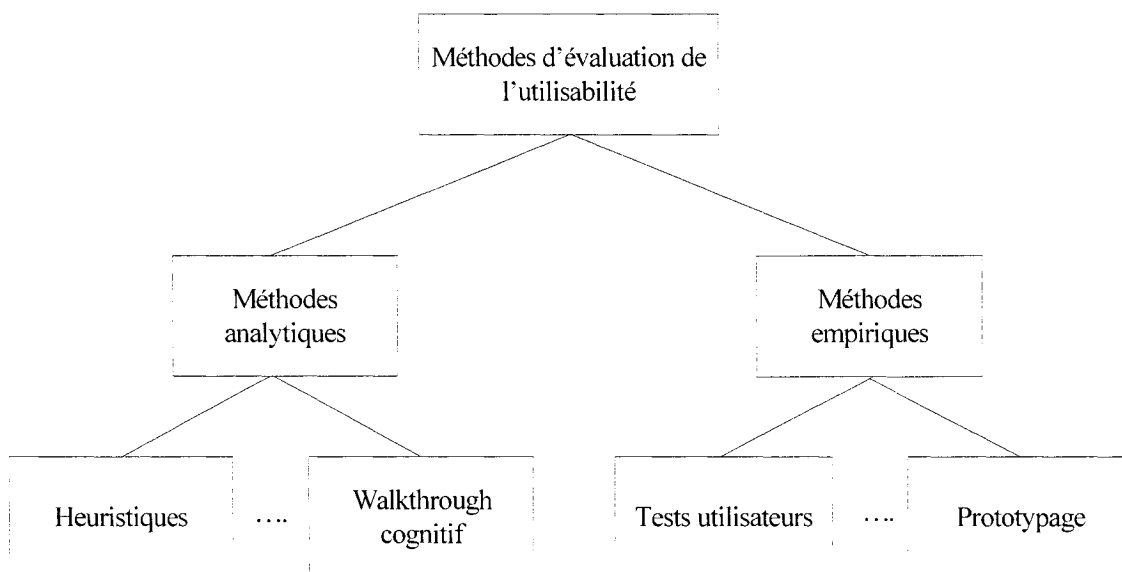 Méthodes d'évaluation de
l'utilisabilité
Méthodes
analytiques
Méthodes
empiriques
Heuristiques
....
Walkthrough
cognitif
Tests utilisateurs
....
Prototypage